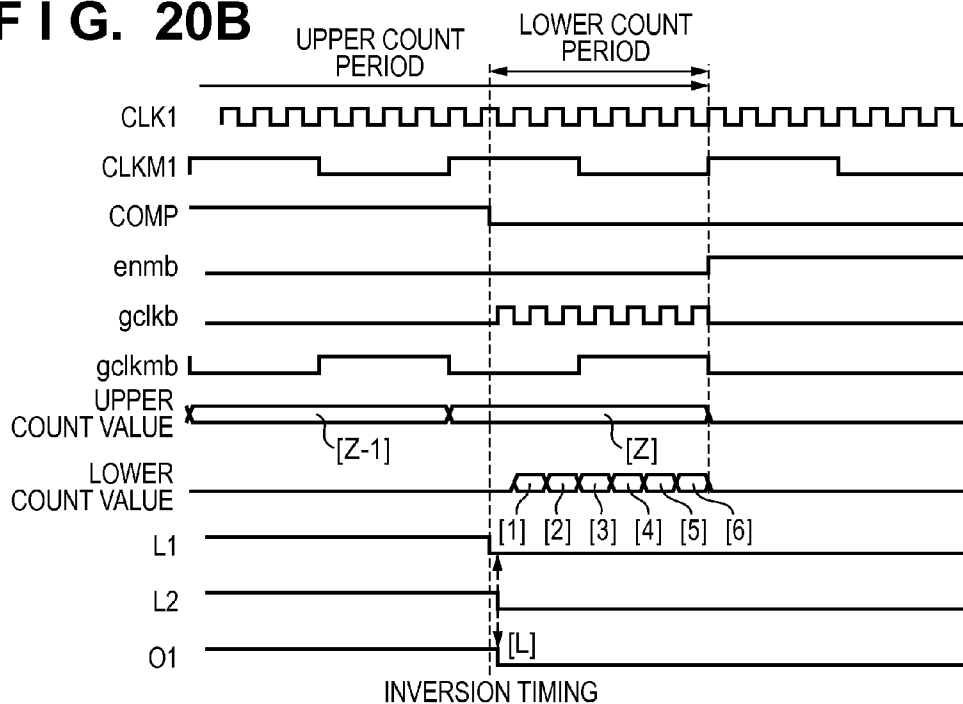 F I G. 20B
UPPER COUNT
PERIOD
LOWER COUNT
PERIOD
CLK1
CLKM1
COMP
enmb
gclkb
gclkmb
UPPER
COUNT VALUE
[Z-1]
[Z]
LOWER
COUNT VALUE
[1] [2] [3] [4] [5] [6]
L1
L2
[L]
O1
INVERSION TIMING